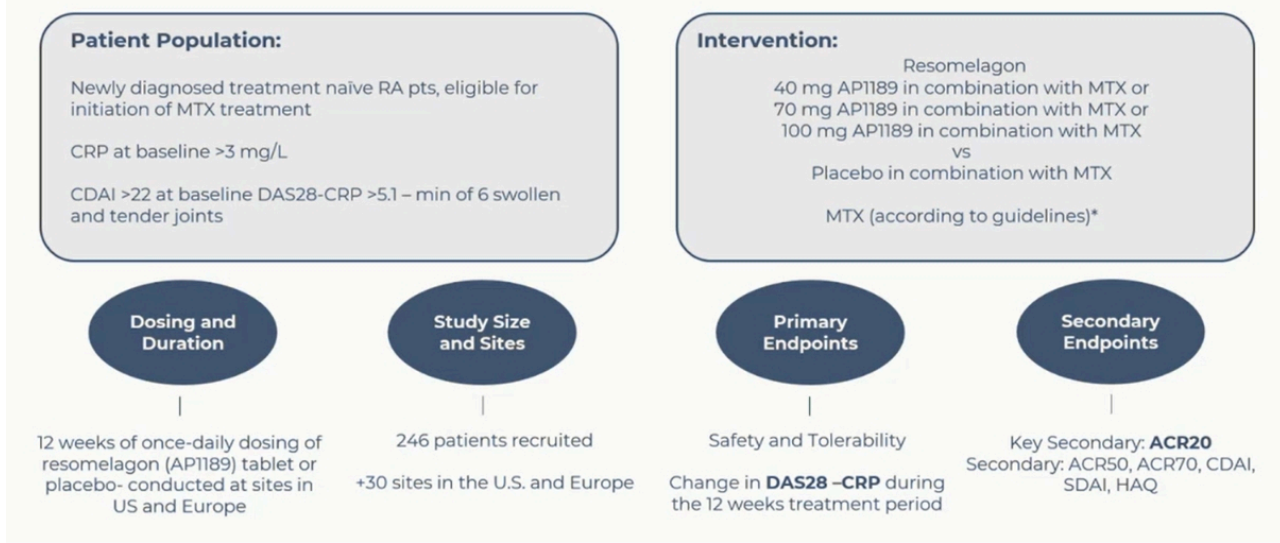 Patient Population:
Newly diagnosed treatment naïve RA pts, eligible for
initiation of MTX treatment
CRP at baseline >3 mg/L
CDAI >22 at baseline DAS28-CRP >5.1 – min of 6 swollen
and tender joints
Intervention:
Resomelagon
40 mg AP1189 in combination with MTX or
70 mg AP1189 in combination with MTX or
100 mg AP1189 in combination with MTX
vs
Placebo in combination with MTX
MTX (according to guidelines)*
Dosing and
Duration
12 weeks of once-daily dosing of
resomelagon (AP1189) tablet or
placebo- conducted at sites in
US and Europe
Study Size
and Sites
246 patients recruited
+30 sites in the U.S. and Europe
Primary
Endpoints
Safety and Tolerability
Change in DAS28 –CRP during
the 12 weeks treatment period
Secondary
Endpoints
Key Secondary: ACR20
Secondary: ACR50, ACR70, CDAI,
SDAI, HAQ